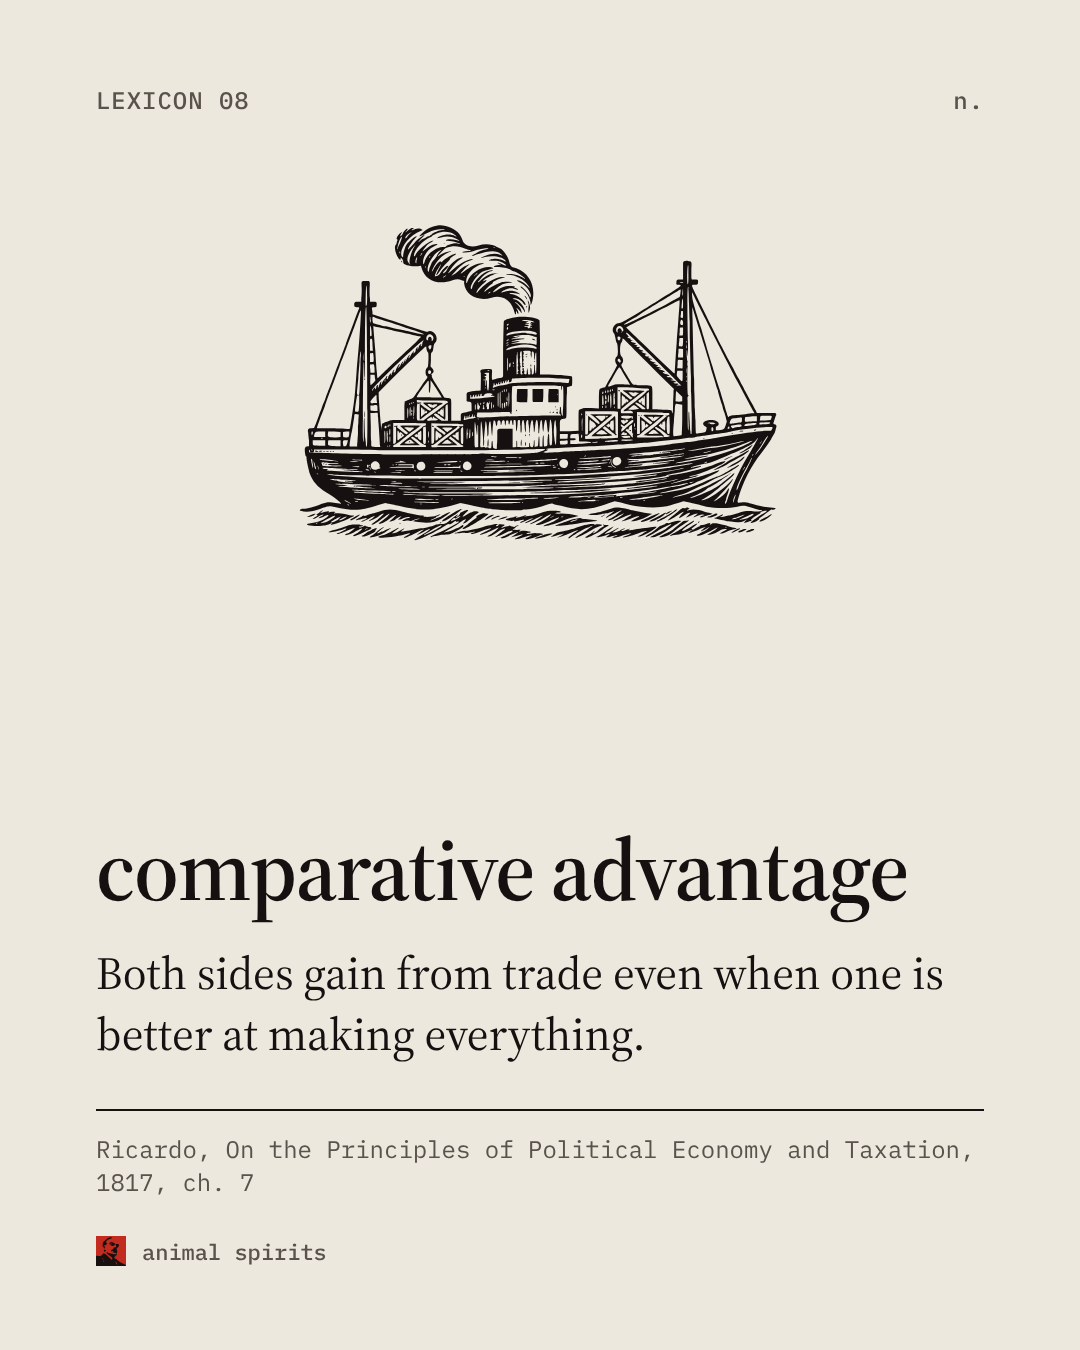 LEXICON 08
n.
comparative advantage
Both sides gain from trade even when one is
better at making everything.
Ricardo, On the Principles of Political Economy and Taxation,
1817, ch. 7
animal spirits